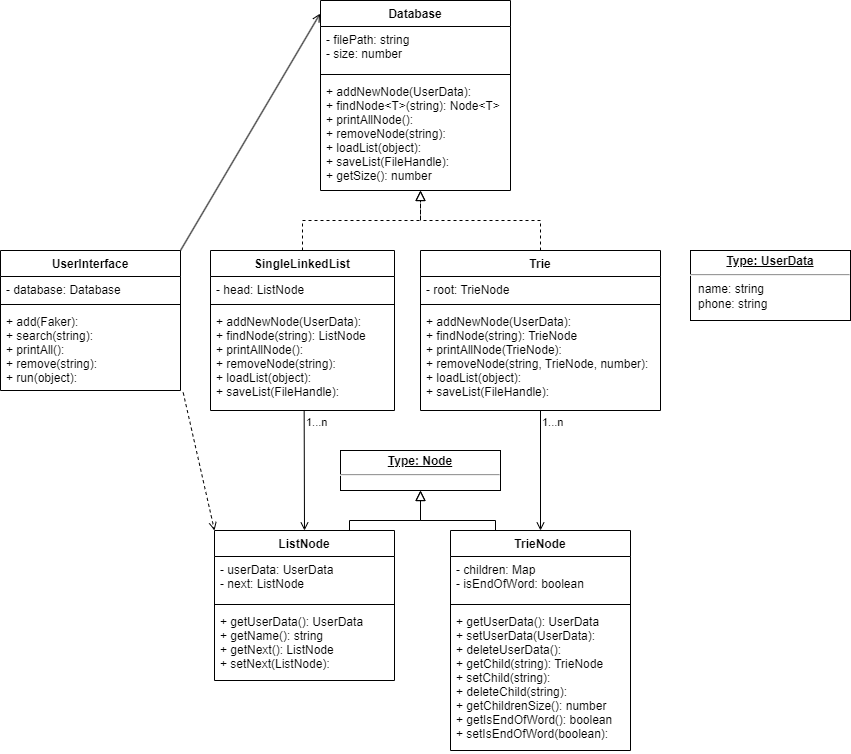 Database
- filePath: string
- size: number
+ addNewNode(UserData):
+ findNode<T>(string): Node<T>
+ printAllNode():
+ removeNode(string):
+ loadList(object):
+ saveList(FileHandle):
+ getSize(): number
UserInterface
- database: Database
+ add(Faker):
+ search(string):
+ printAll():
+ remove(string):
+ run(object):
SingleLinkedList
- head: ListNode
+ addNewNode(UserData):
+ findNode(string): ListNode
+ printAllNode():
+ removeNode(string):
+ loadList(object):
+ saveList(FileHandle):
Trie
- root: TrieNode
+ addNewNode(UserData):
+ findNode(string): TrieNode
+ printAllNode(TrieNode):
+ removeNode(string, TrieNode, number):
+ loadList(object):
+ saveList(FileHandle):
Type: UserData
name: string
phone: string
1...n
1...n
Type: Node
ListNode
- userData: UserData
- next: ListNode
+ getUserData(): UserData
+ getName(): string
+ getNext(): ListNode
+ setNext(ListNode):
TrieNode
- children: Map
- isEndOfWord: boolean
+ getUserData(): UserData
+ setUserData(UserData):
+ deleteUserData():
+ getChild(string): TrieNode
+ setChild(string):
+ deleteChild(string):
+ getChildrenSize(): number
+ getIsEndOfWord(): boolean
+ setIsEndOfWord(boolean):